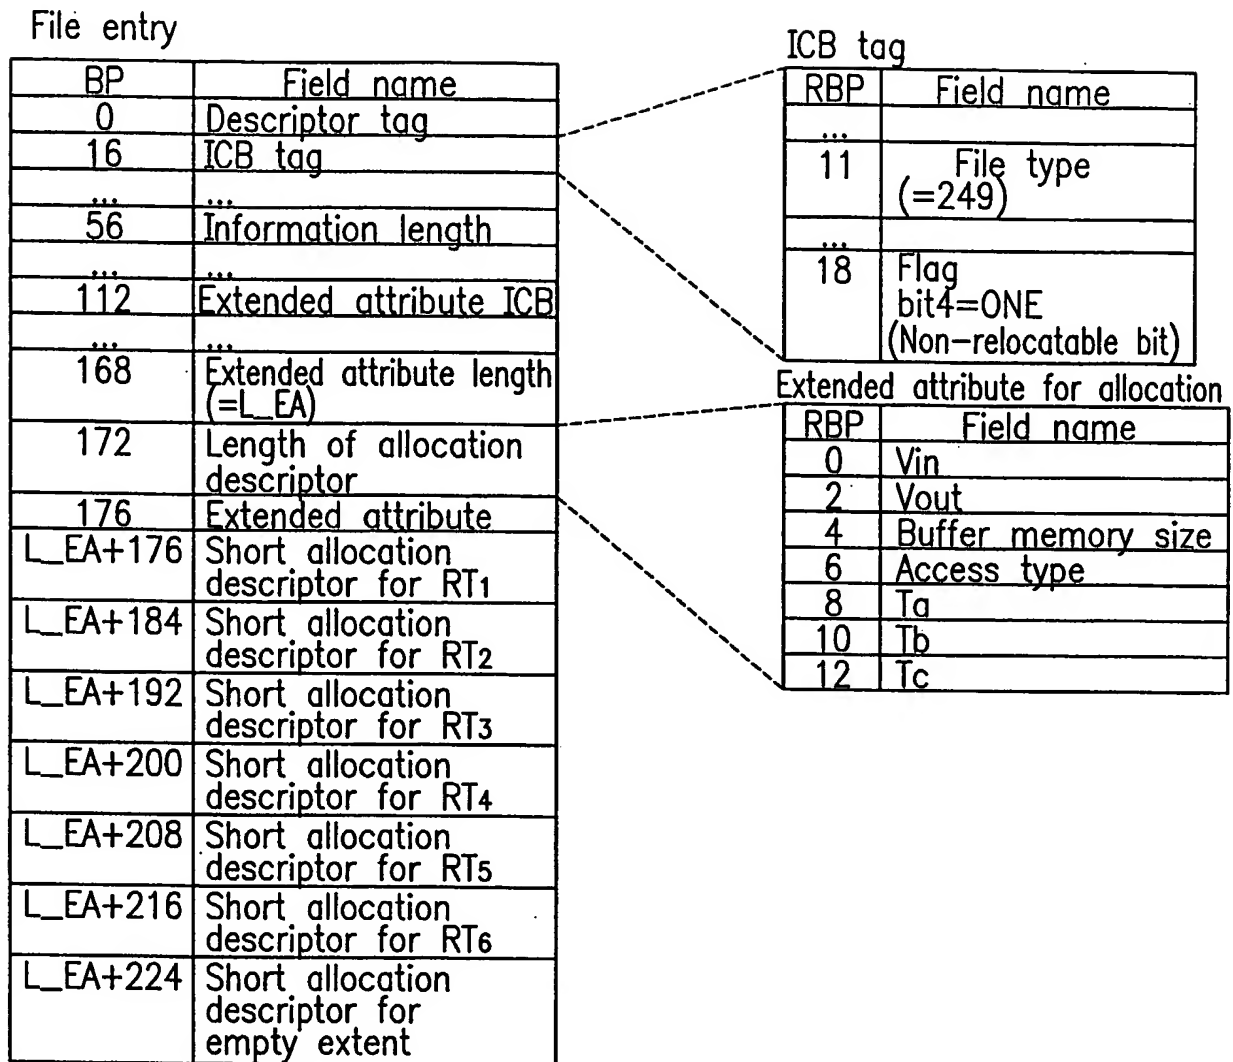 File entry
BP Field name
0 Descriptor tag
16 ICB tag
... ...
56 Information length
... ...
112 Extended attribute ICB
... ...
168 Extended attribute length
(=L_EA)
172 Length of allocation
descriptor
176 Extended attribute
L_EA+176 Short allocation
descriptor for RT1
L_EA+184 Short allocation
descriptor for RT2
L_EA+192 Short allocation
descriptor for RT3
L_EA+200 Short allocation
descriptor for RT4
L_EA+208 Short allocation
descriptor for RT5
L_EA+216 Short allocation
descriptor for RT6
L_EA+224 Short allocation
descriptor for
empty extent
ICB tag
RBP Field name
...
11 File type
(=249)
...
18 Flag
bit4=ONE
(Non-relocatable bit)
Extended attribute for allocation
RBP Field name
0 Vin
2 Vout
4 Buffer memory size
6 Access type
8 Ta
10 Tb
12 Tc